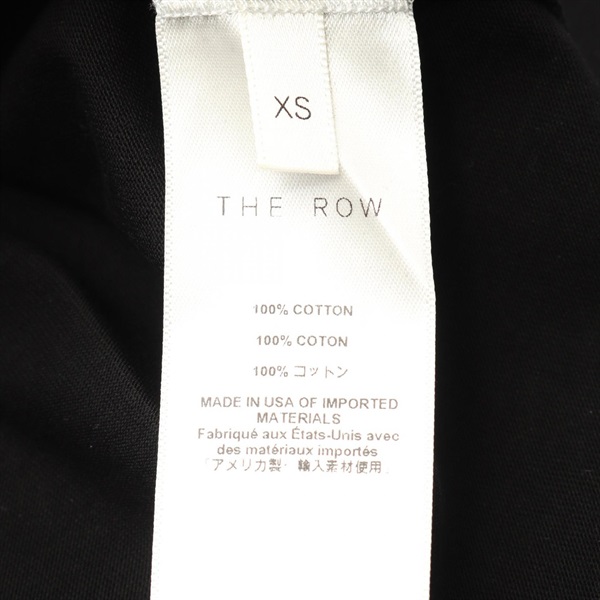 XS
THE ROW
100% COTTON
100% COTON
100% コットン
MADE IN USA OF IMPORTED
MATERIALS
Fabriqué aux États-Unis avec
des matériaux importés
「アメリカ製・輸入素材使用」